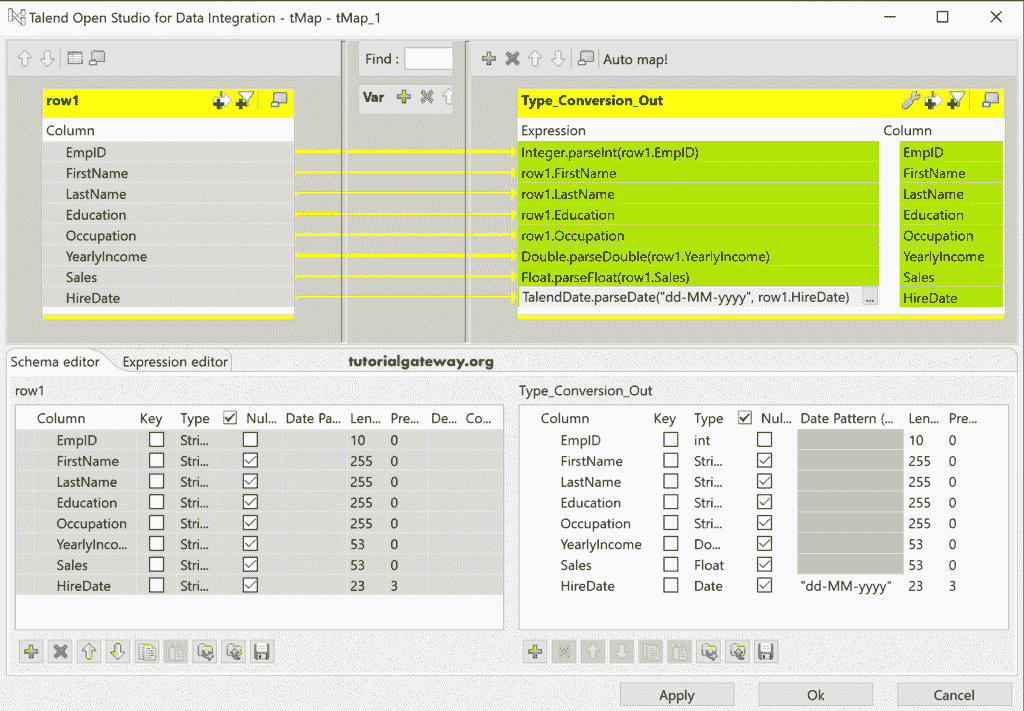 Talend Open Studio for Data Integration - tMap - tMap_1
Find :
Auto map!
Var
row1
Column
EmpID
FirstName
LastName
Education
Occupation
YearlyIncome
Sales
HireDate
Type_Conversion_Out
Expression Column
Integer.parseInt(row1.EmpID) EmpID
row1.FirstName FirstName
row1.LastName LastName
row1.Education Education
row1.Occupation Occupation
Double.parseDouble(row1.YearlyIncome) YearlyIncome
Float.parseFloat(row1.Sales) Sales
TalendDate.parseDate("dd-MM-yyyy", row1.HireDate) ... HireDate
Schema editor Expression editor tutorialgateway.org
row1
Column Key Type Nul... Date Pa... Len... Pre... De... Co...
EmpID Stri... 10 0
FirstName Stri... 255 0
LastName Stri... 255 0
Education Stri... 255 0
Occupation Stri... 255 0
YearlyInco... Stri... 53 0
Sales Stri... 53 0
HireDate Stri... 23 3
Type_Conversion_Out
Column Key Type Nul... Date Pattern (... Len... Pre...
EmpID int 10 0
FirstName Stri... 255 0
LastName Stri... 255 0
Education Stri... 255 0
Occupation Stri... 255 0
YearlyIncome Do... 53 0
Sales Float 53 0
HireDate Date "dd-MM-yyyy" 23 3
Apply Ok Cancel